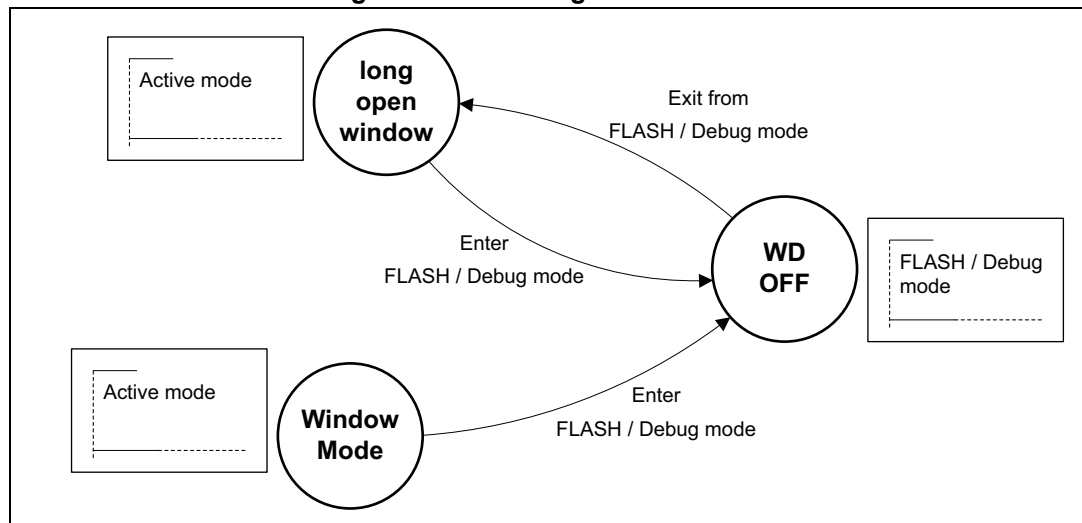 Active mode
long
open
window
Exit from
FLASH / Debug mode
Enter
FLASH / Debug mode
WD
OFF
FLASH / Debug
mode
Active mode
Window
Mode
Enter
FLASH / Debug mode